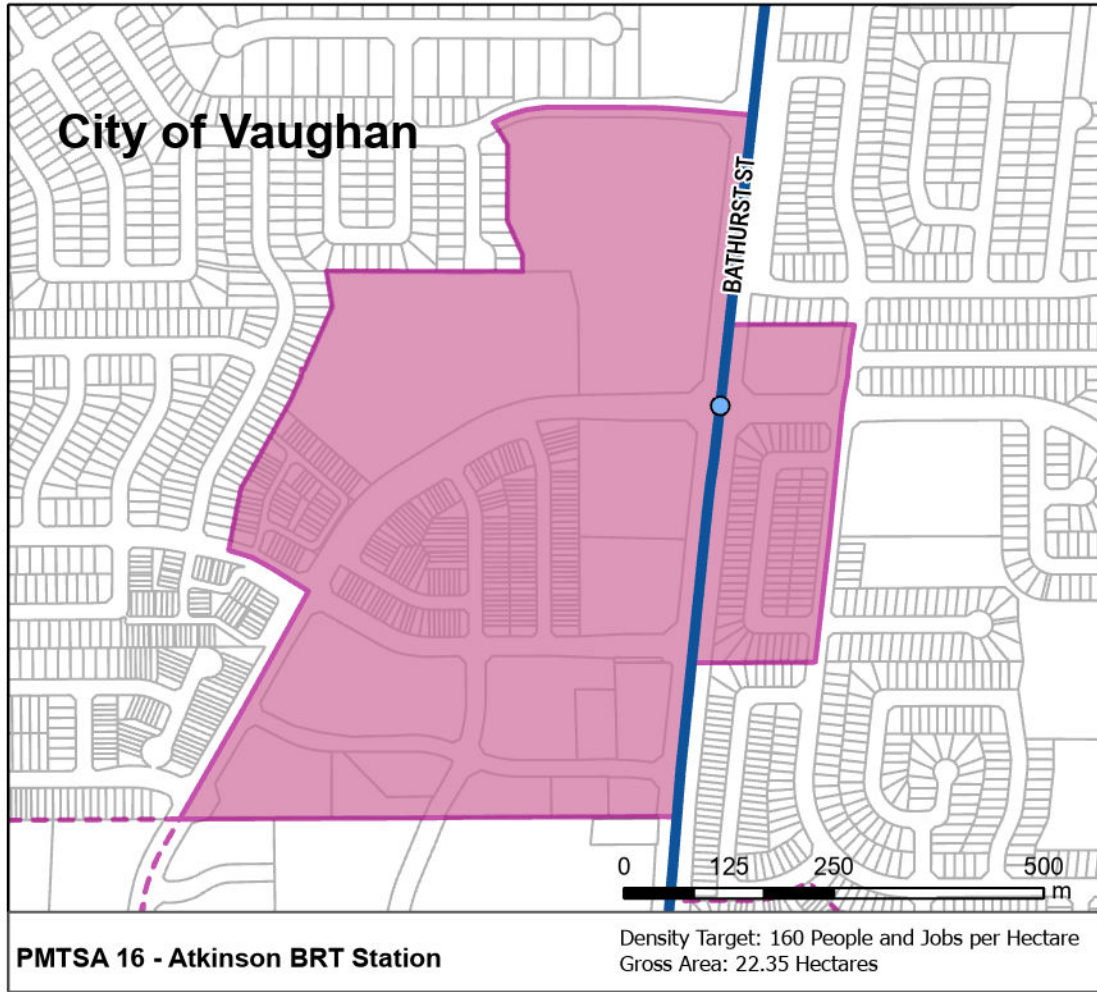 City of Vaughan
BATHURST ST
0 125 250 500
m
PMTSA 16 - Atkinson BRT Station
Density Target: 160 People and Jobs per Hectare
Gross Area: 22.35 Hectares